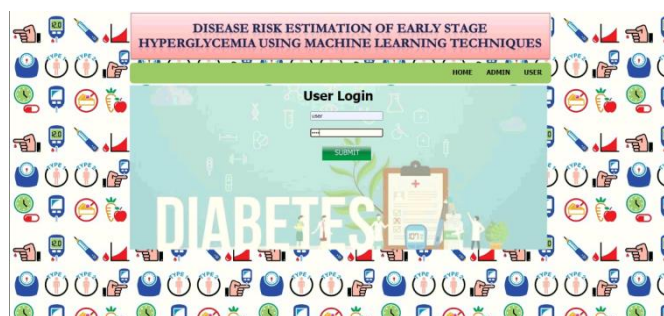 DISEASE RISK ESTIMATION OF EARLY STAGE
HYPERGLYCEMIA USING MACHINE LEARNING TECHNIQUES
HOME ADMIN USER
User Login
user
SUBMIT
DIABETES